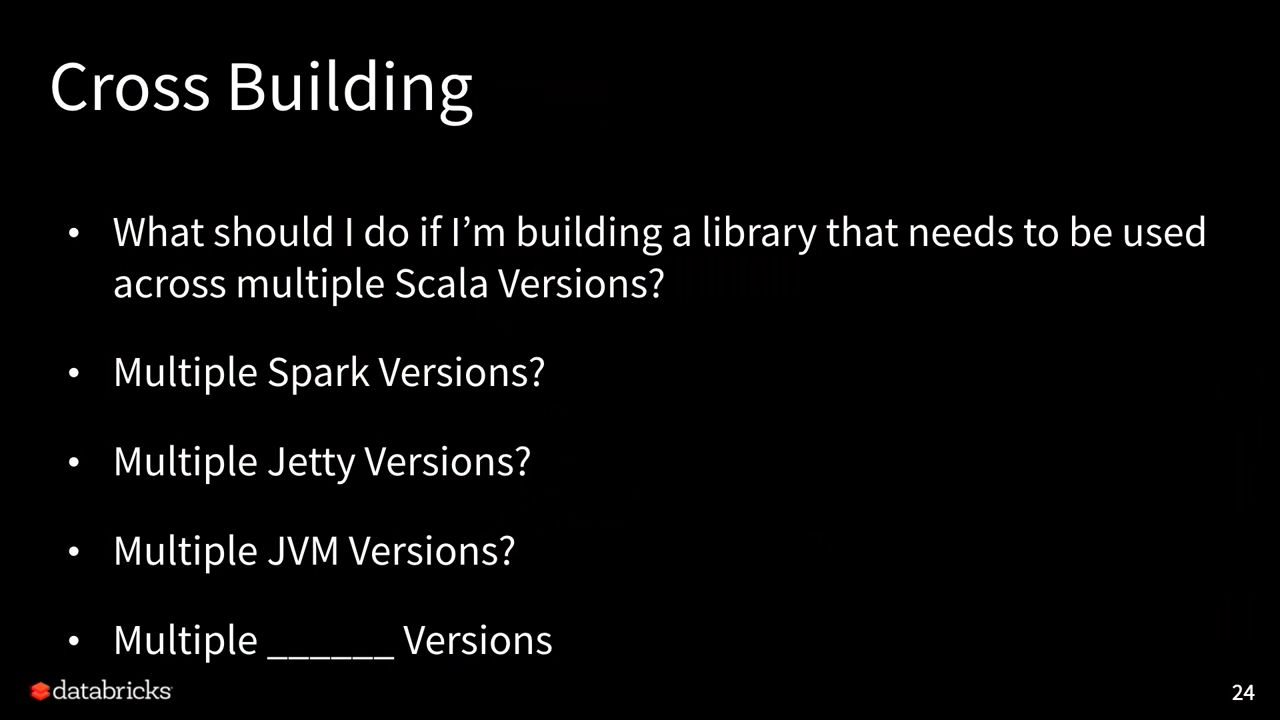 Cross Building
• What should I do if I’m building a library that needs to be used
across multiple Scala Versions?
• Multiple Spark Versions?
• Multiple Jetty Versions?
• Multiple JVM Versions?
• Multiple ______ Versions
databricks
24